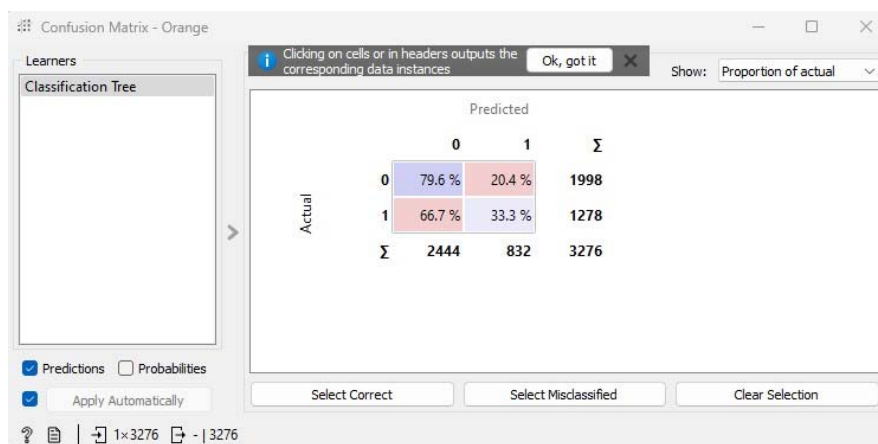 Confusion Matrix - Orange
Learners
Classification Tree
Clicking on cells or in headers outputs the
corresponding data instances
Ok, got it
Show: Proportion of actual
Predicted
0 1 Σ
0 79.6 % 20.4 % 1998
Actual
1 66.7 % 33.3 % 1278
Σ 2444 832 3276
Predictions Probabilities
Apply Automatically
Select Correct Select Misclassified Clear Selection
? 1×3276 - | 3276